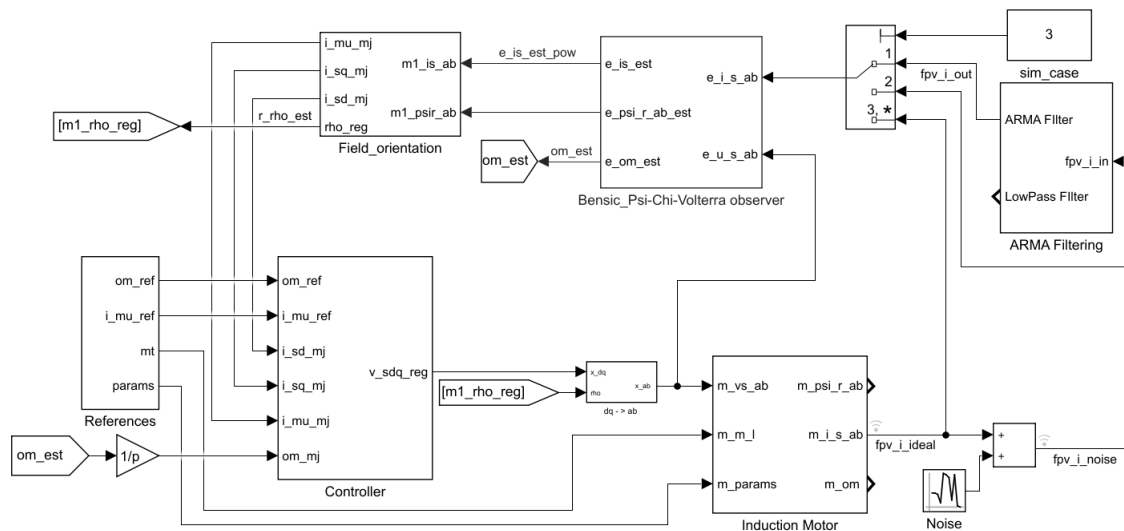 i_mu_mj
i_sq_mj
i_sd_mj
rho_reg
m1_is_ab
m1_psir_ab
Field_orientation
[m1_rho_reg]
r_rho_est
e_is_est_pow
e_is_est
e_psi_r_ab_est
e_om_est
e_i_s_ab
e_u_s_ab
Bensic_Psi-Chi-Volterra observer
om_est
om_est
1
2
3, *
3
sim_case
fpv_i_out
ARMA FIlter
LowPass FIlter
fpv_i_in
ARMA Filtering
om_ref
i_mu_ref
mt
params
References
om_est
1/p
om_ref
i_mu_ref
i_sd_mj
i_sq_mj
i_mu_mj
om_mj
v_sdq_reg
Controller
[m1_rho_reg]
x_dq
rho
x_ab
dq -> ab
m_vs_ab
m_m_l
m_params
m_psi_r_ab
m_i_s_ab
m_om
Induction Motor
fpv_i_ideal
+
+
Noise
fpv_i_noise